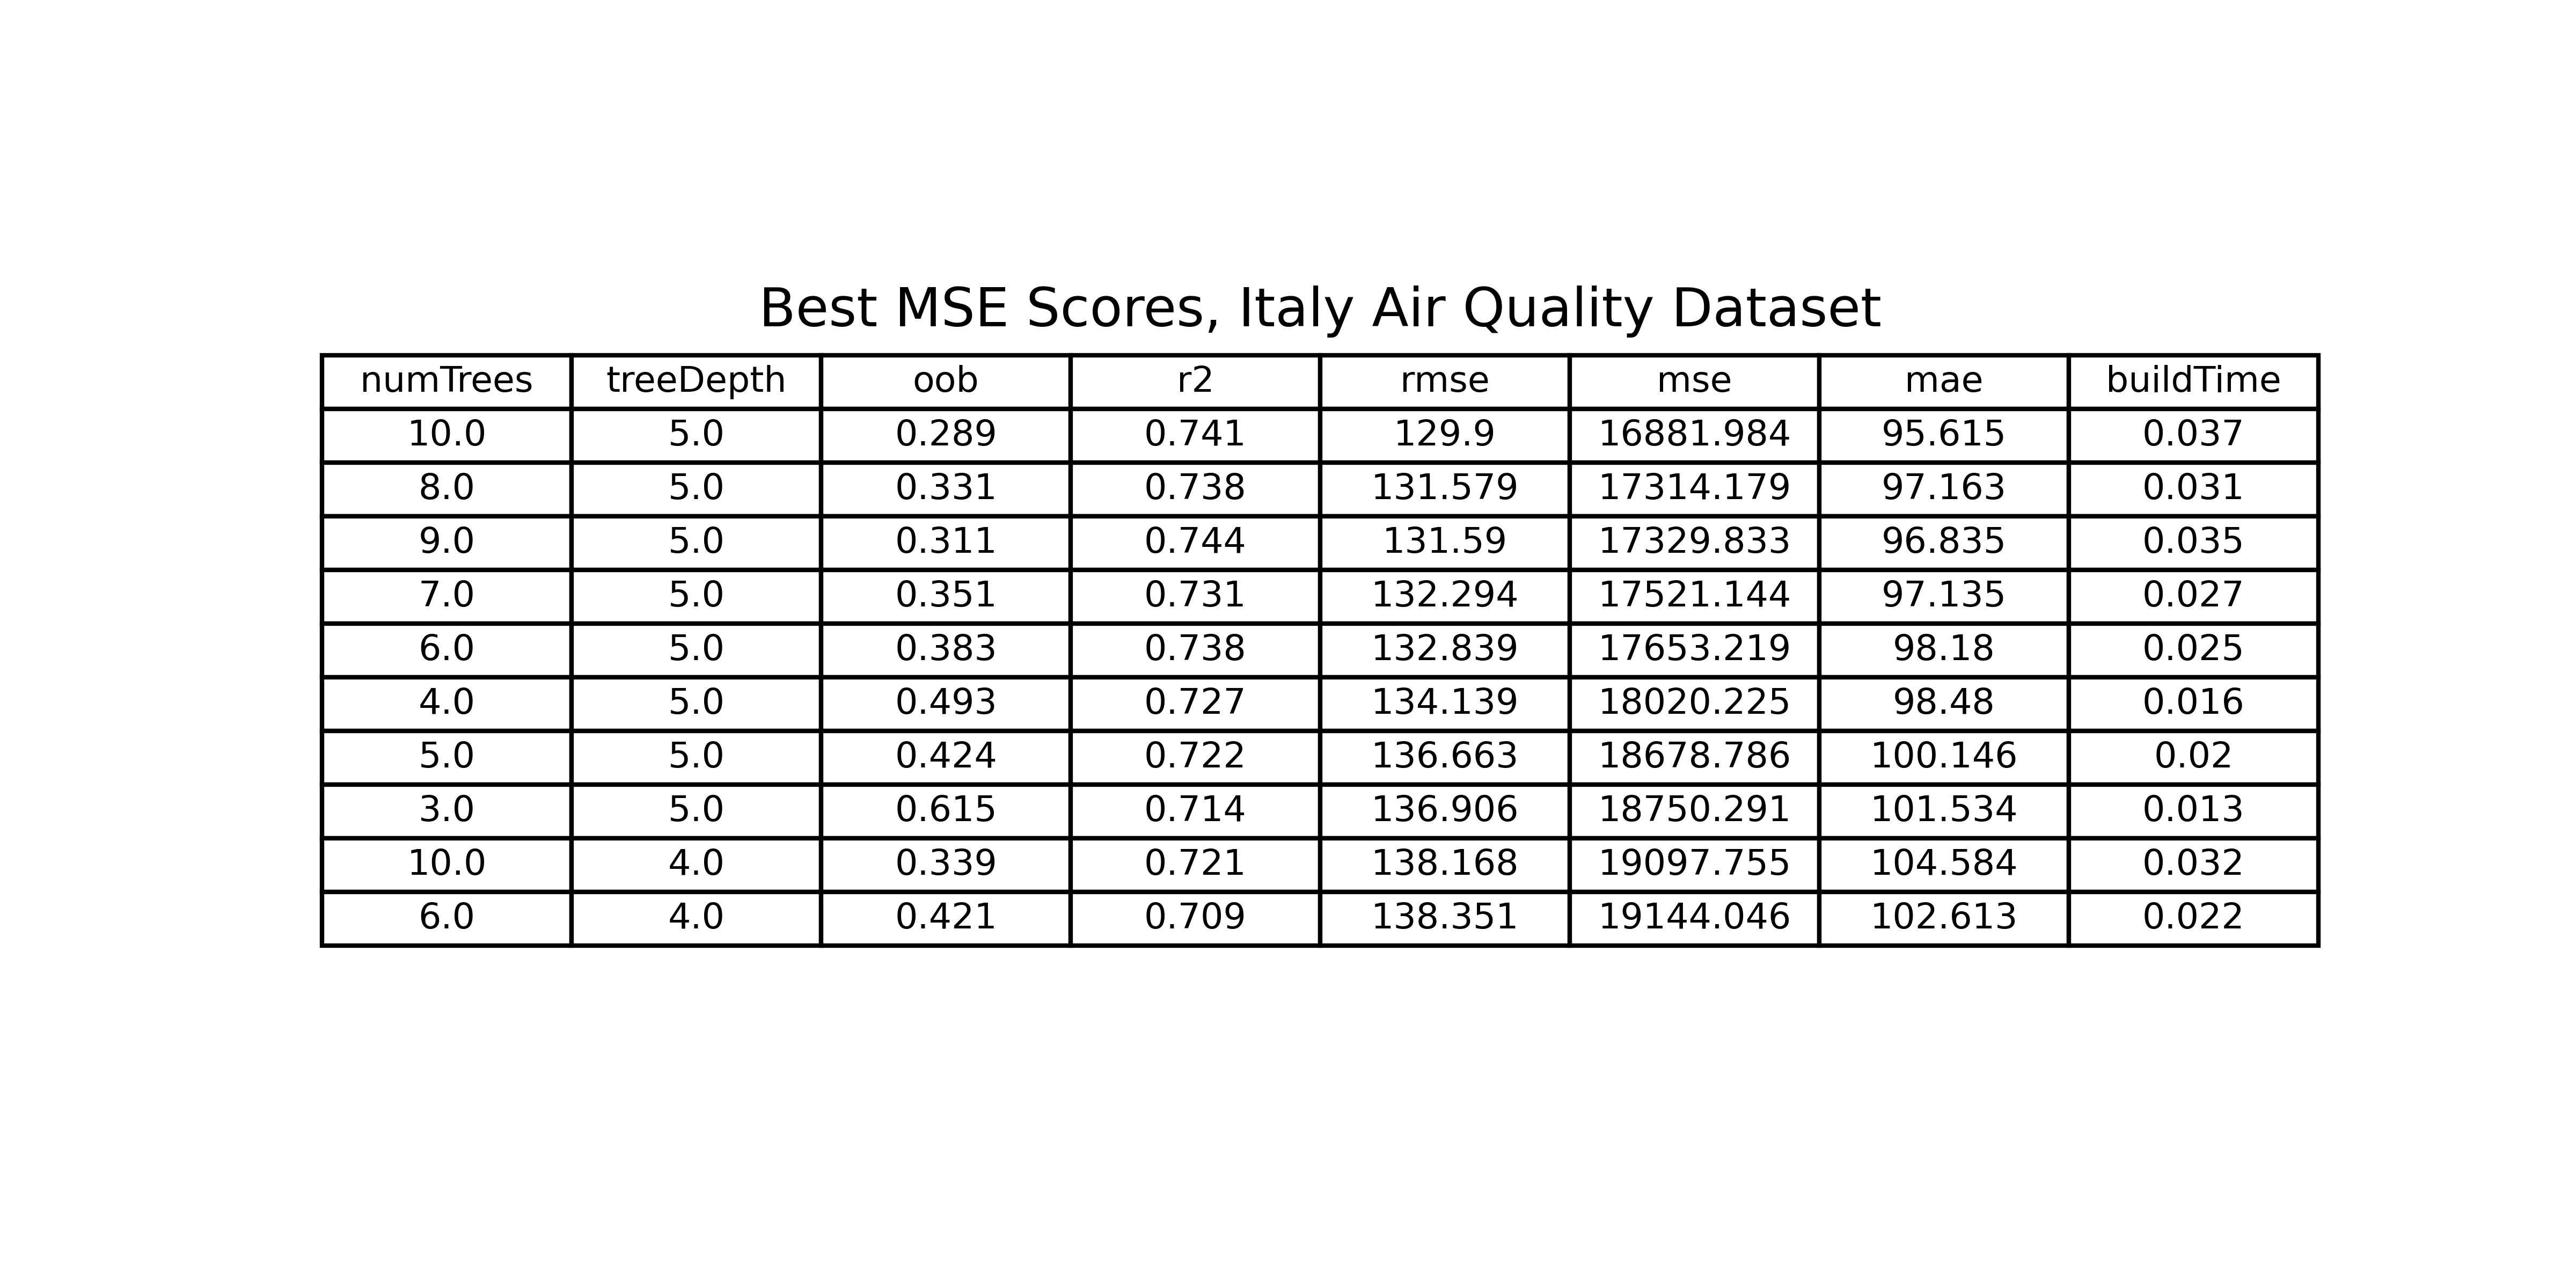 Best MSE Scores, Italy Air Quality Dataset
numTrees treeDepth oob r2 rmse mse mae buildTime
10.0 5.0 0.289 0.741 129.9 16881.984 95.615 0.037
8.0 5.0 0.331 0.738 131.579 17314.179 97.163 0.031
9.0 5.0 0.311 0.744 131.59 17329.833 96.835 0.035
7.0 5.0 0.351 0.731 132.294 17521.144 97.135 0.027
6.0 5.0 0.383 0.738 132.839 17653.219 98.18 0.025
4.0 5.0 0.493 0.727 134.139 18020.225 98.48 0.016
5.0 5.0 0.424 0.722 136.663 18678.786 100.146 0.02
3.0 5.0 0.615 0.714 136.906 18750.291 101.534 0.013
10.0 4.0 0.339 0.721 138.168 19097.755 104.584 0.032
6.0 4.0 0.421 0.709 138.351 19144.046 102.613 0.022